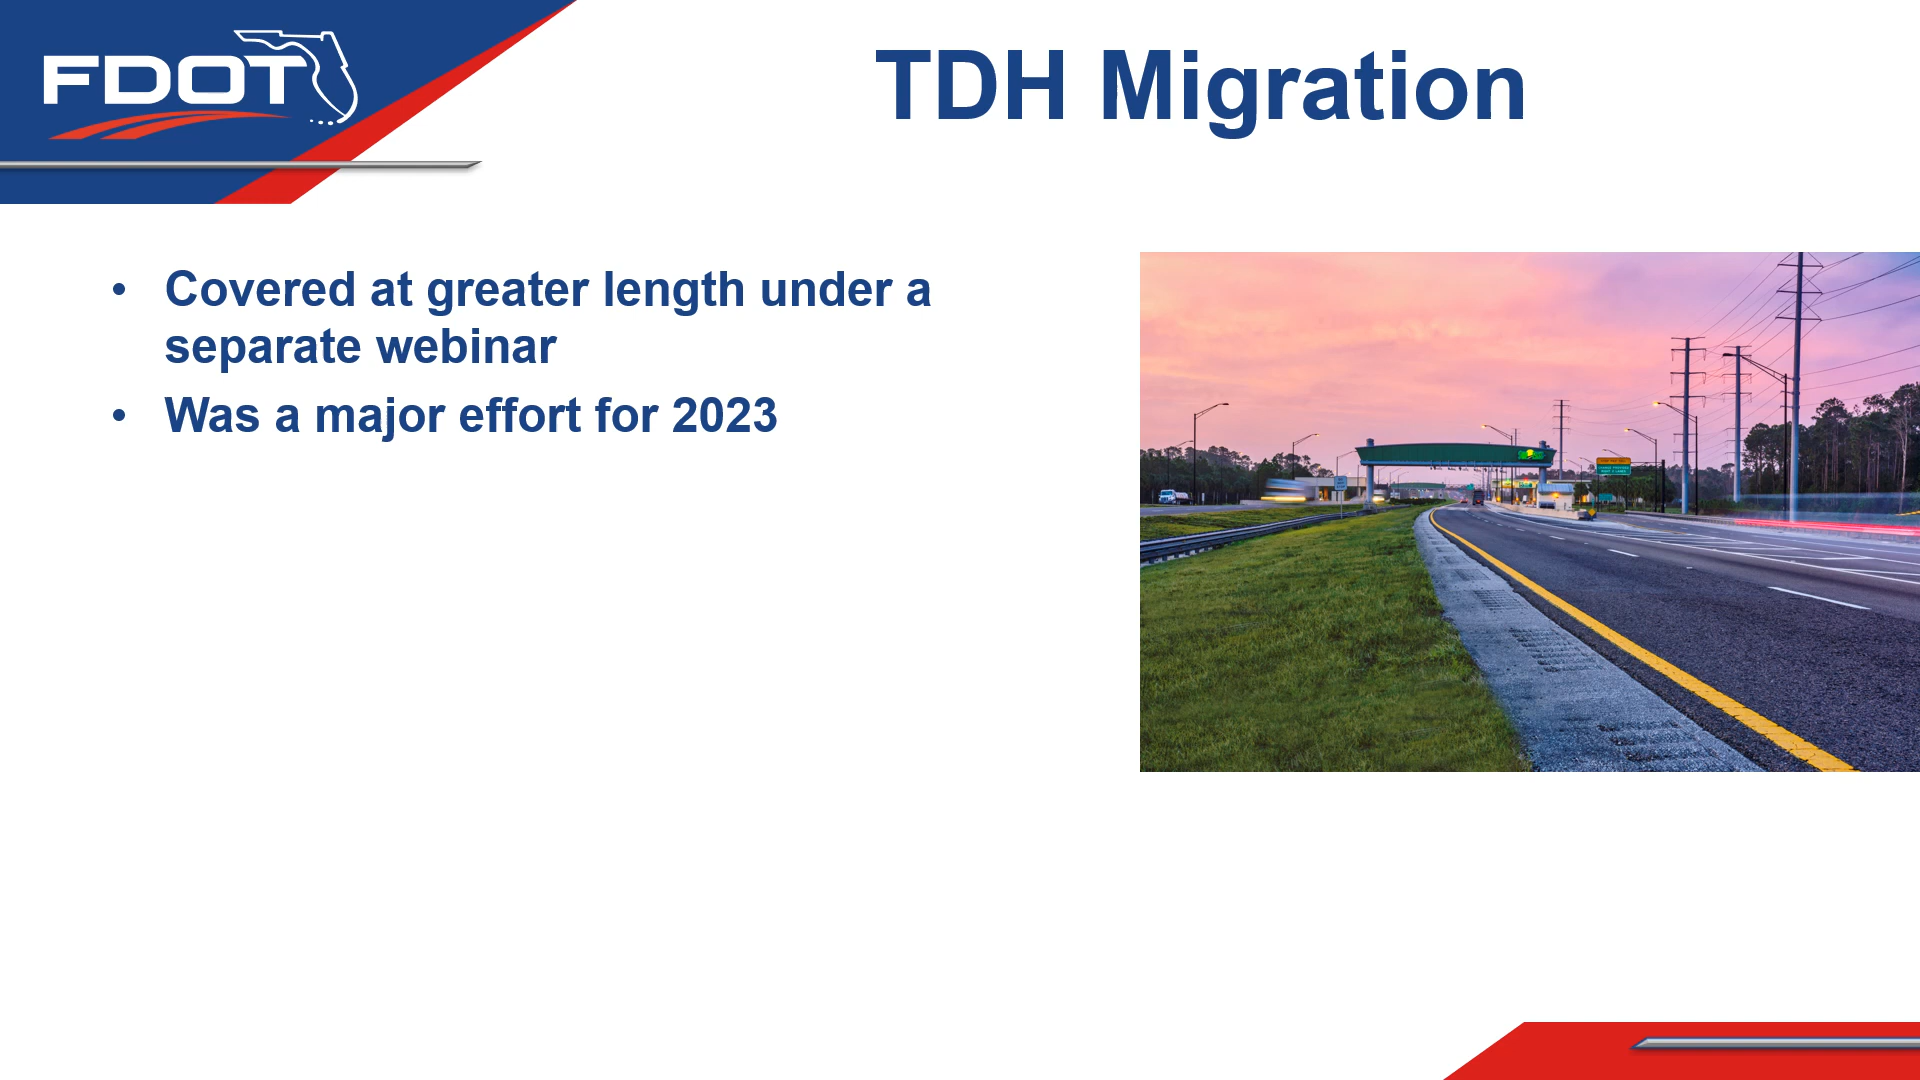 FDOT
TDH Migration
• Covered at greater length under a
separate webinar
• Was a major effort for 2023